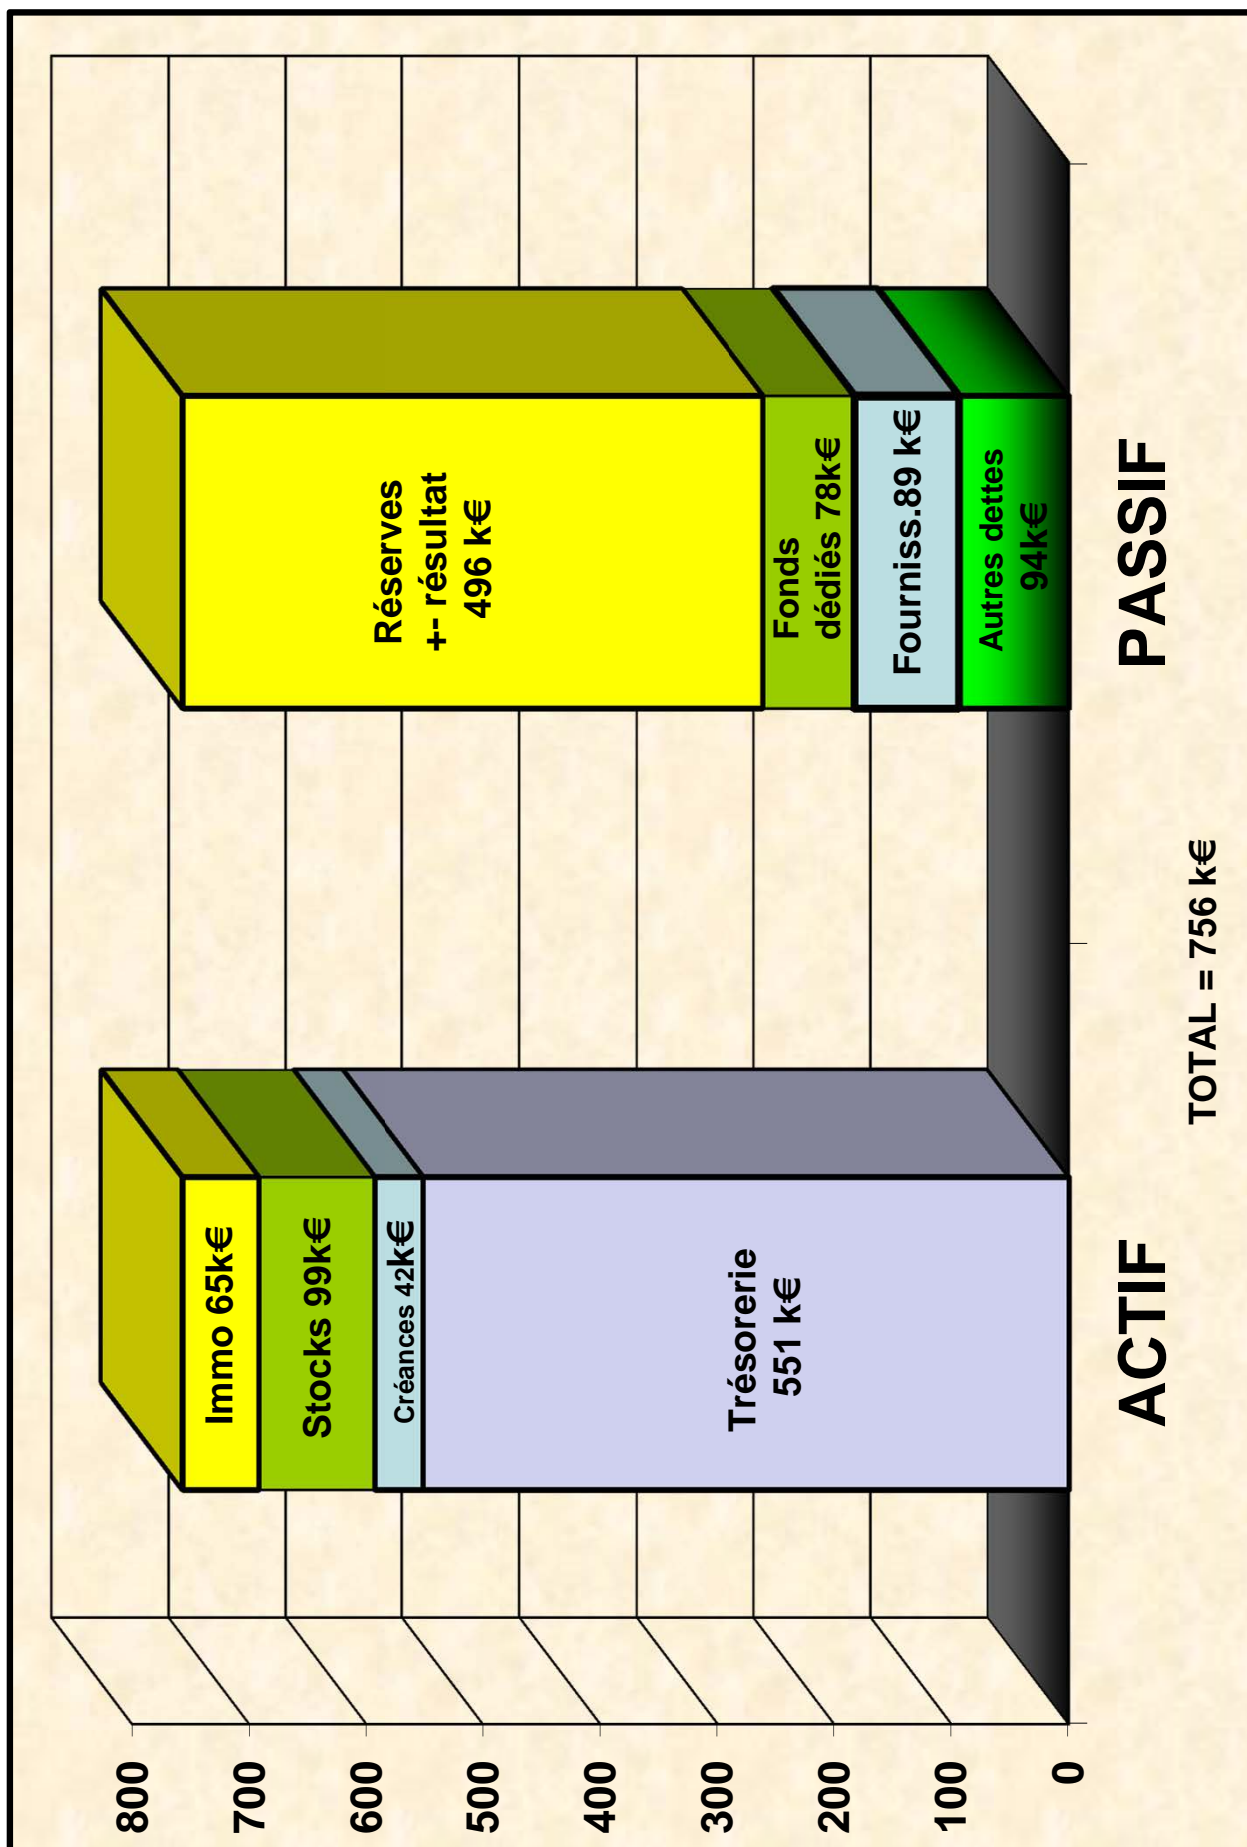 800
700
600
500
400
300
200
100
0
Immo 65k€
Stocks 99k€
Créances 42k€
Trésorerie
551 k€
Réserves
+- résultat
496 k€
Fonds
dédiés 78k€
Fourniss.89 k€
Autres dettes
94k€
ACTIF
PASSIF
TOTAL = 756 k€